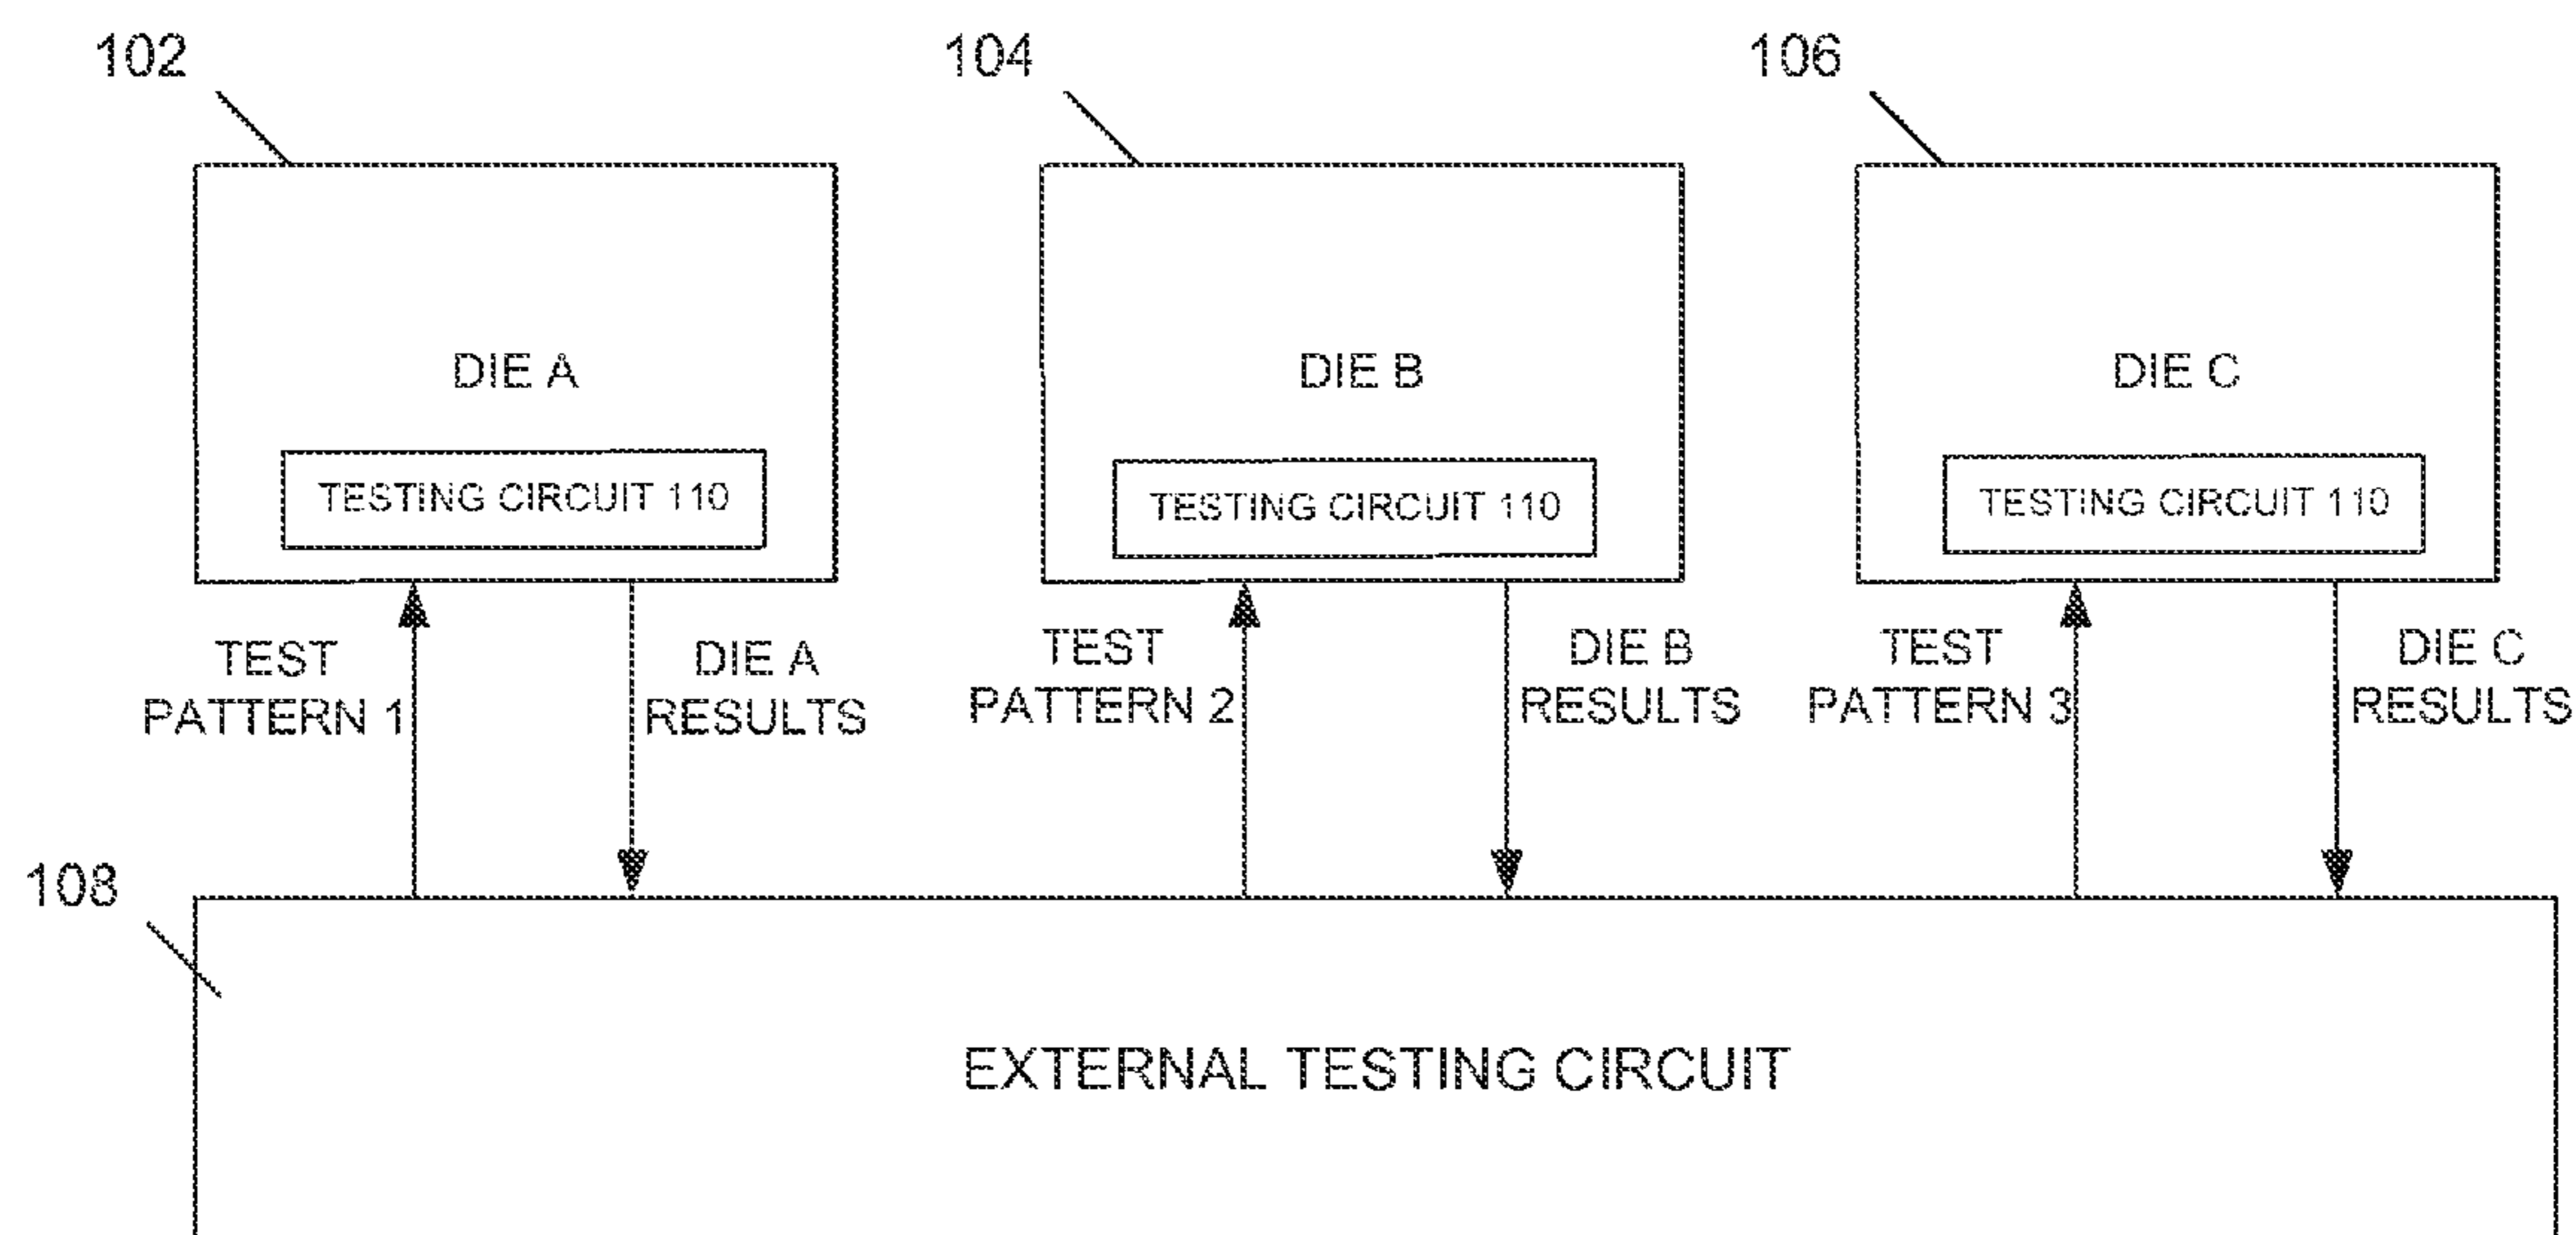 102
104
106
DIE A
DIE B
DIE C
TESTING CIRCUIT 110
TESTING CIRCUIT 110
TESTING CIRCUIT 110
TEST
PATTERN 1
DIE A
RESULTS
TEST
PATTERN 2
DIE B
RESULTS
TEST
PATTERN 3
DIE C
RESULTS
108
EXTERNAL TESTING CIRCUIT